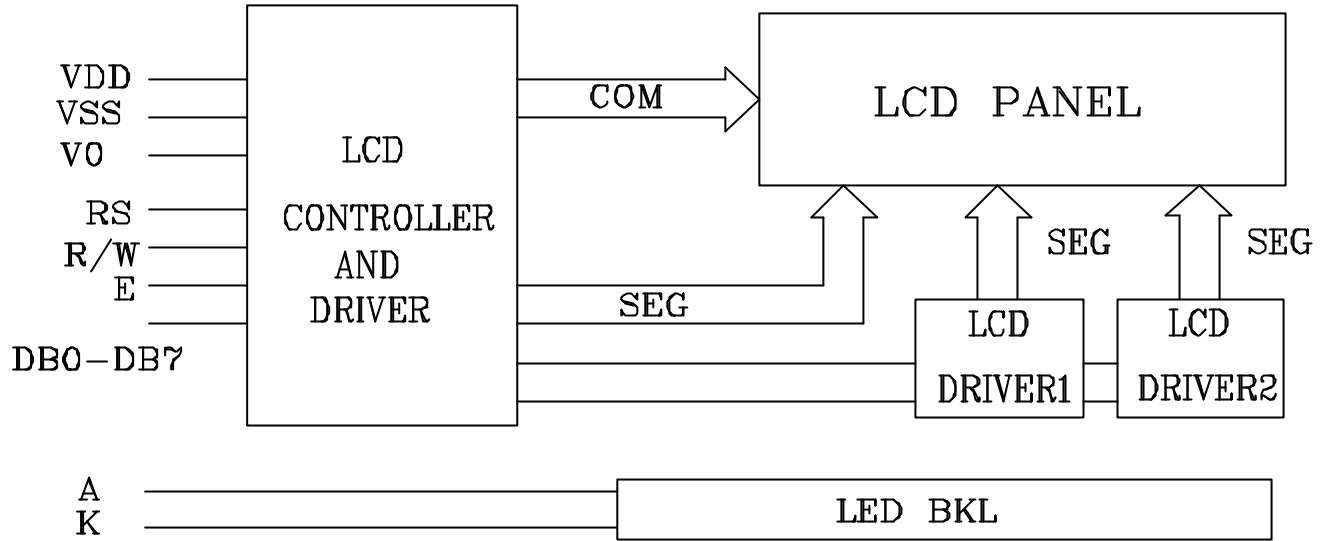 VDD
VSS
V0
RS
R/W
E
DB0-DB7
LCD
CONTROLLER
AND
DRIVER
COM
LCD PANEL
SEG
SEG
SEG
LCD
DRIVER1
LCD
DRIVER2
A
K
LED BKL